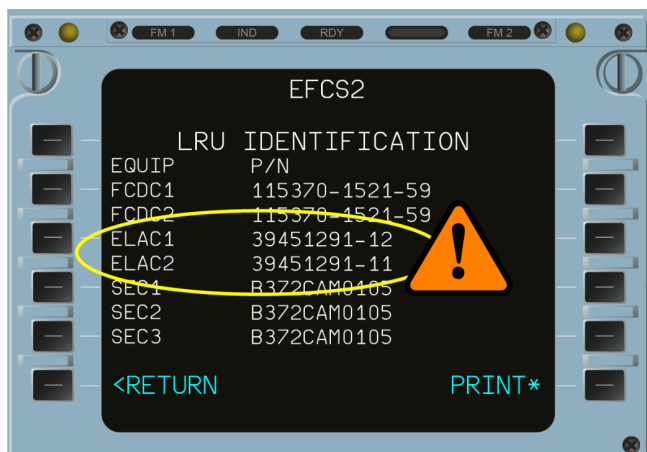 FM 1 IND RDY FM 2
EFCS2
LRU IDENTIFICATION
EQUIP P/N
FCDC1 115370-1521-59
FCDC2 115370-1521-59
ELAC1 39451291-12
ELAC2 39451291-11
SEC1 B372CAM0105
SEC2 B372CAM0105
SEC3 B372CAM0105
<RETURN PRINT*